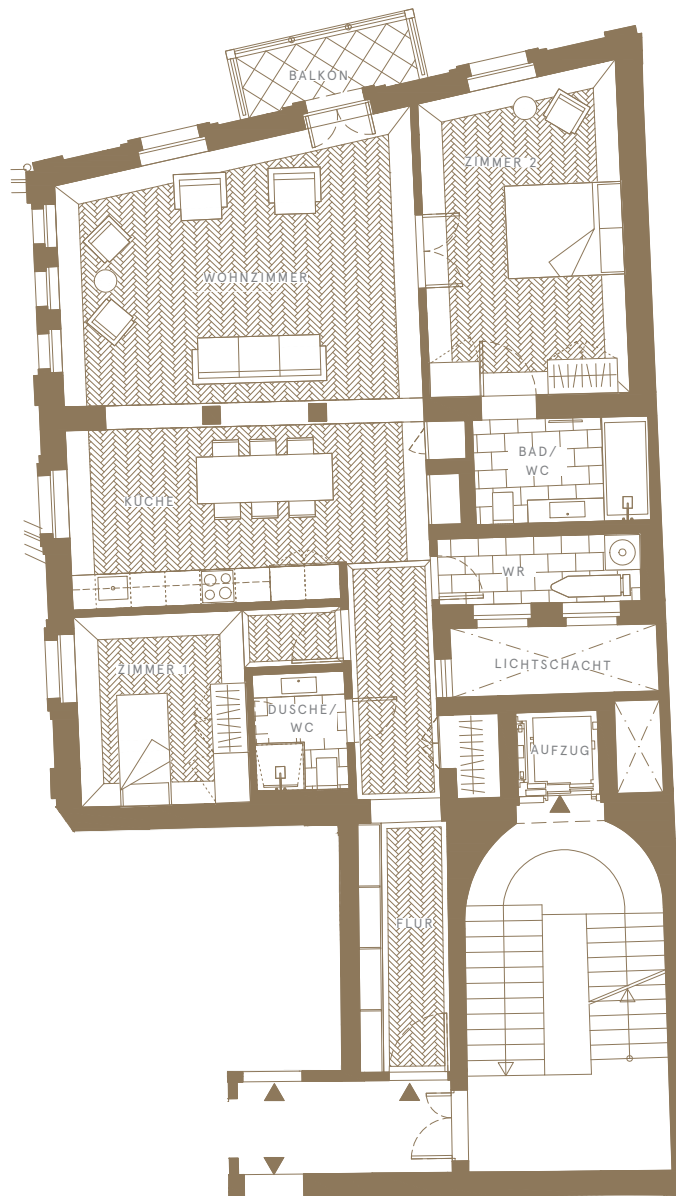 BALKON
ZIMMER 2
WOHNZIMMER
BAD/
WC
KÜCHE
WR
ZIMMER 1
LICHTSCHACHT
DUSCHE/
WC
AUFZUG
FLUR